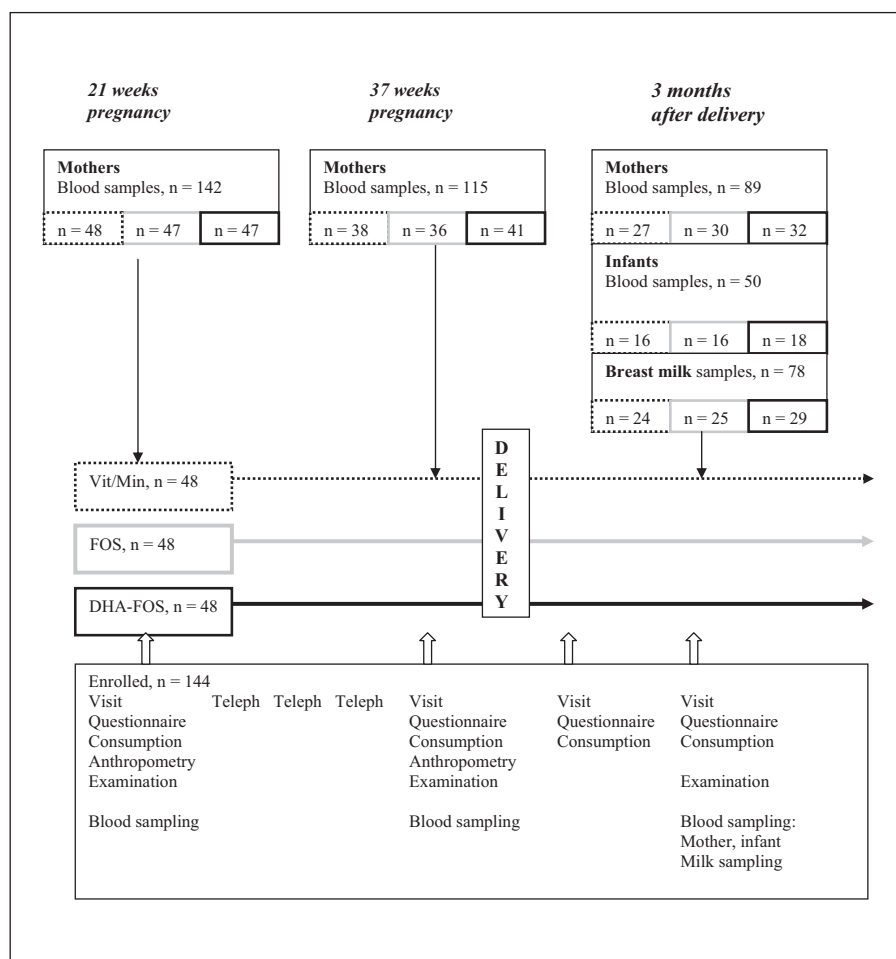 21 weeks
pregnancy
37 weeks
pregnancy
3 months
after delivery
Mothers
Blood samples, n = 142
n = 48 n = 47 n = 47
Mothers
Blood samples, n = 115
n = 38 n = 36 n = 41
Mothers
Blood samples, n = 89
n = 27 n = 30 n = 32
Infants
Blood samples, n = 50
n = 16 n = 16 n = 18
Breast milk samples, n = 78
n = 24 n = 25 n = 29
Vit/Min, n = 48
FOS, n = 48
DHA-FOS, n = 48
D
E
L
I
V
E
R
Y
Enrolled, n = 144
Visit Teleph Teleph Teleph Visit Visit Visit
Questionnaire Questionnaire Questionnaire Questionnaire
Consumption Consumption Consumption Consumption
Anthropometry Anthropometry
Examination Examination Examination
Blood sampling Blood sampling Blood sampling:
Mother, infant
Milk sampling